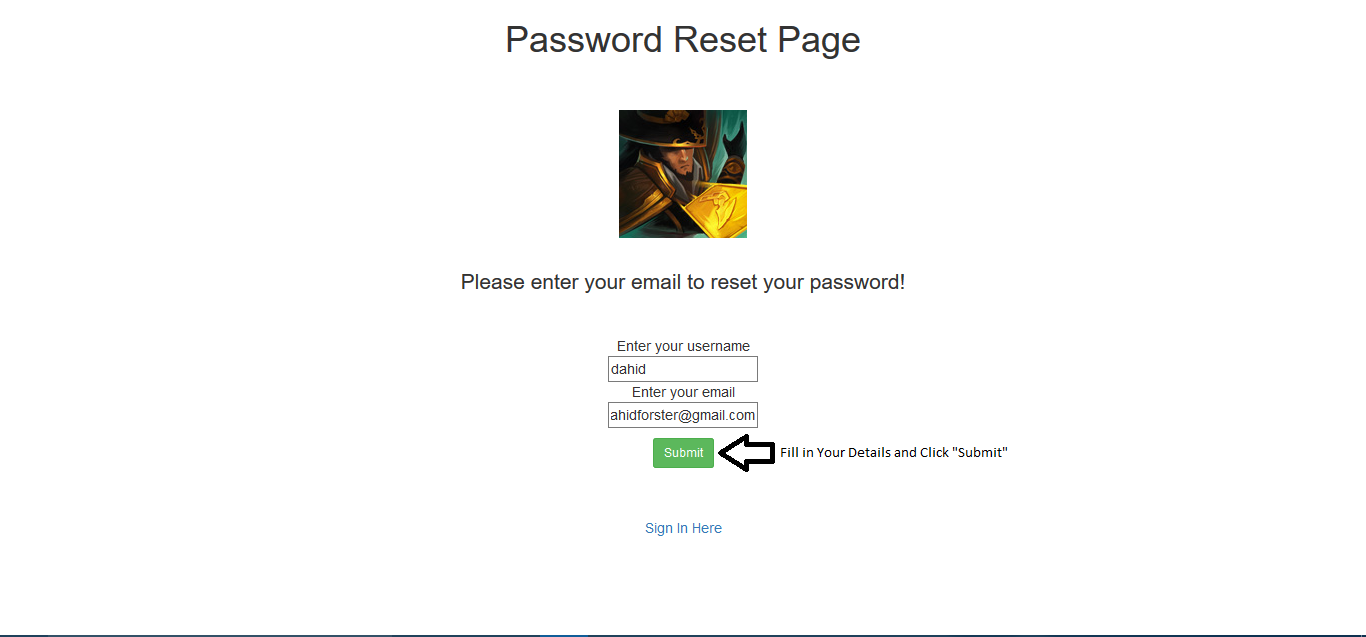 Password Reset Page
Please enter your email to reset your password!
Enter your username
dahid
Enter your email
ahidforster@gmail.com
Submit
Fill in Your Details and Click "Submit"
Sign In Here